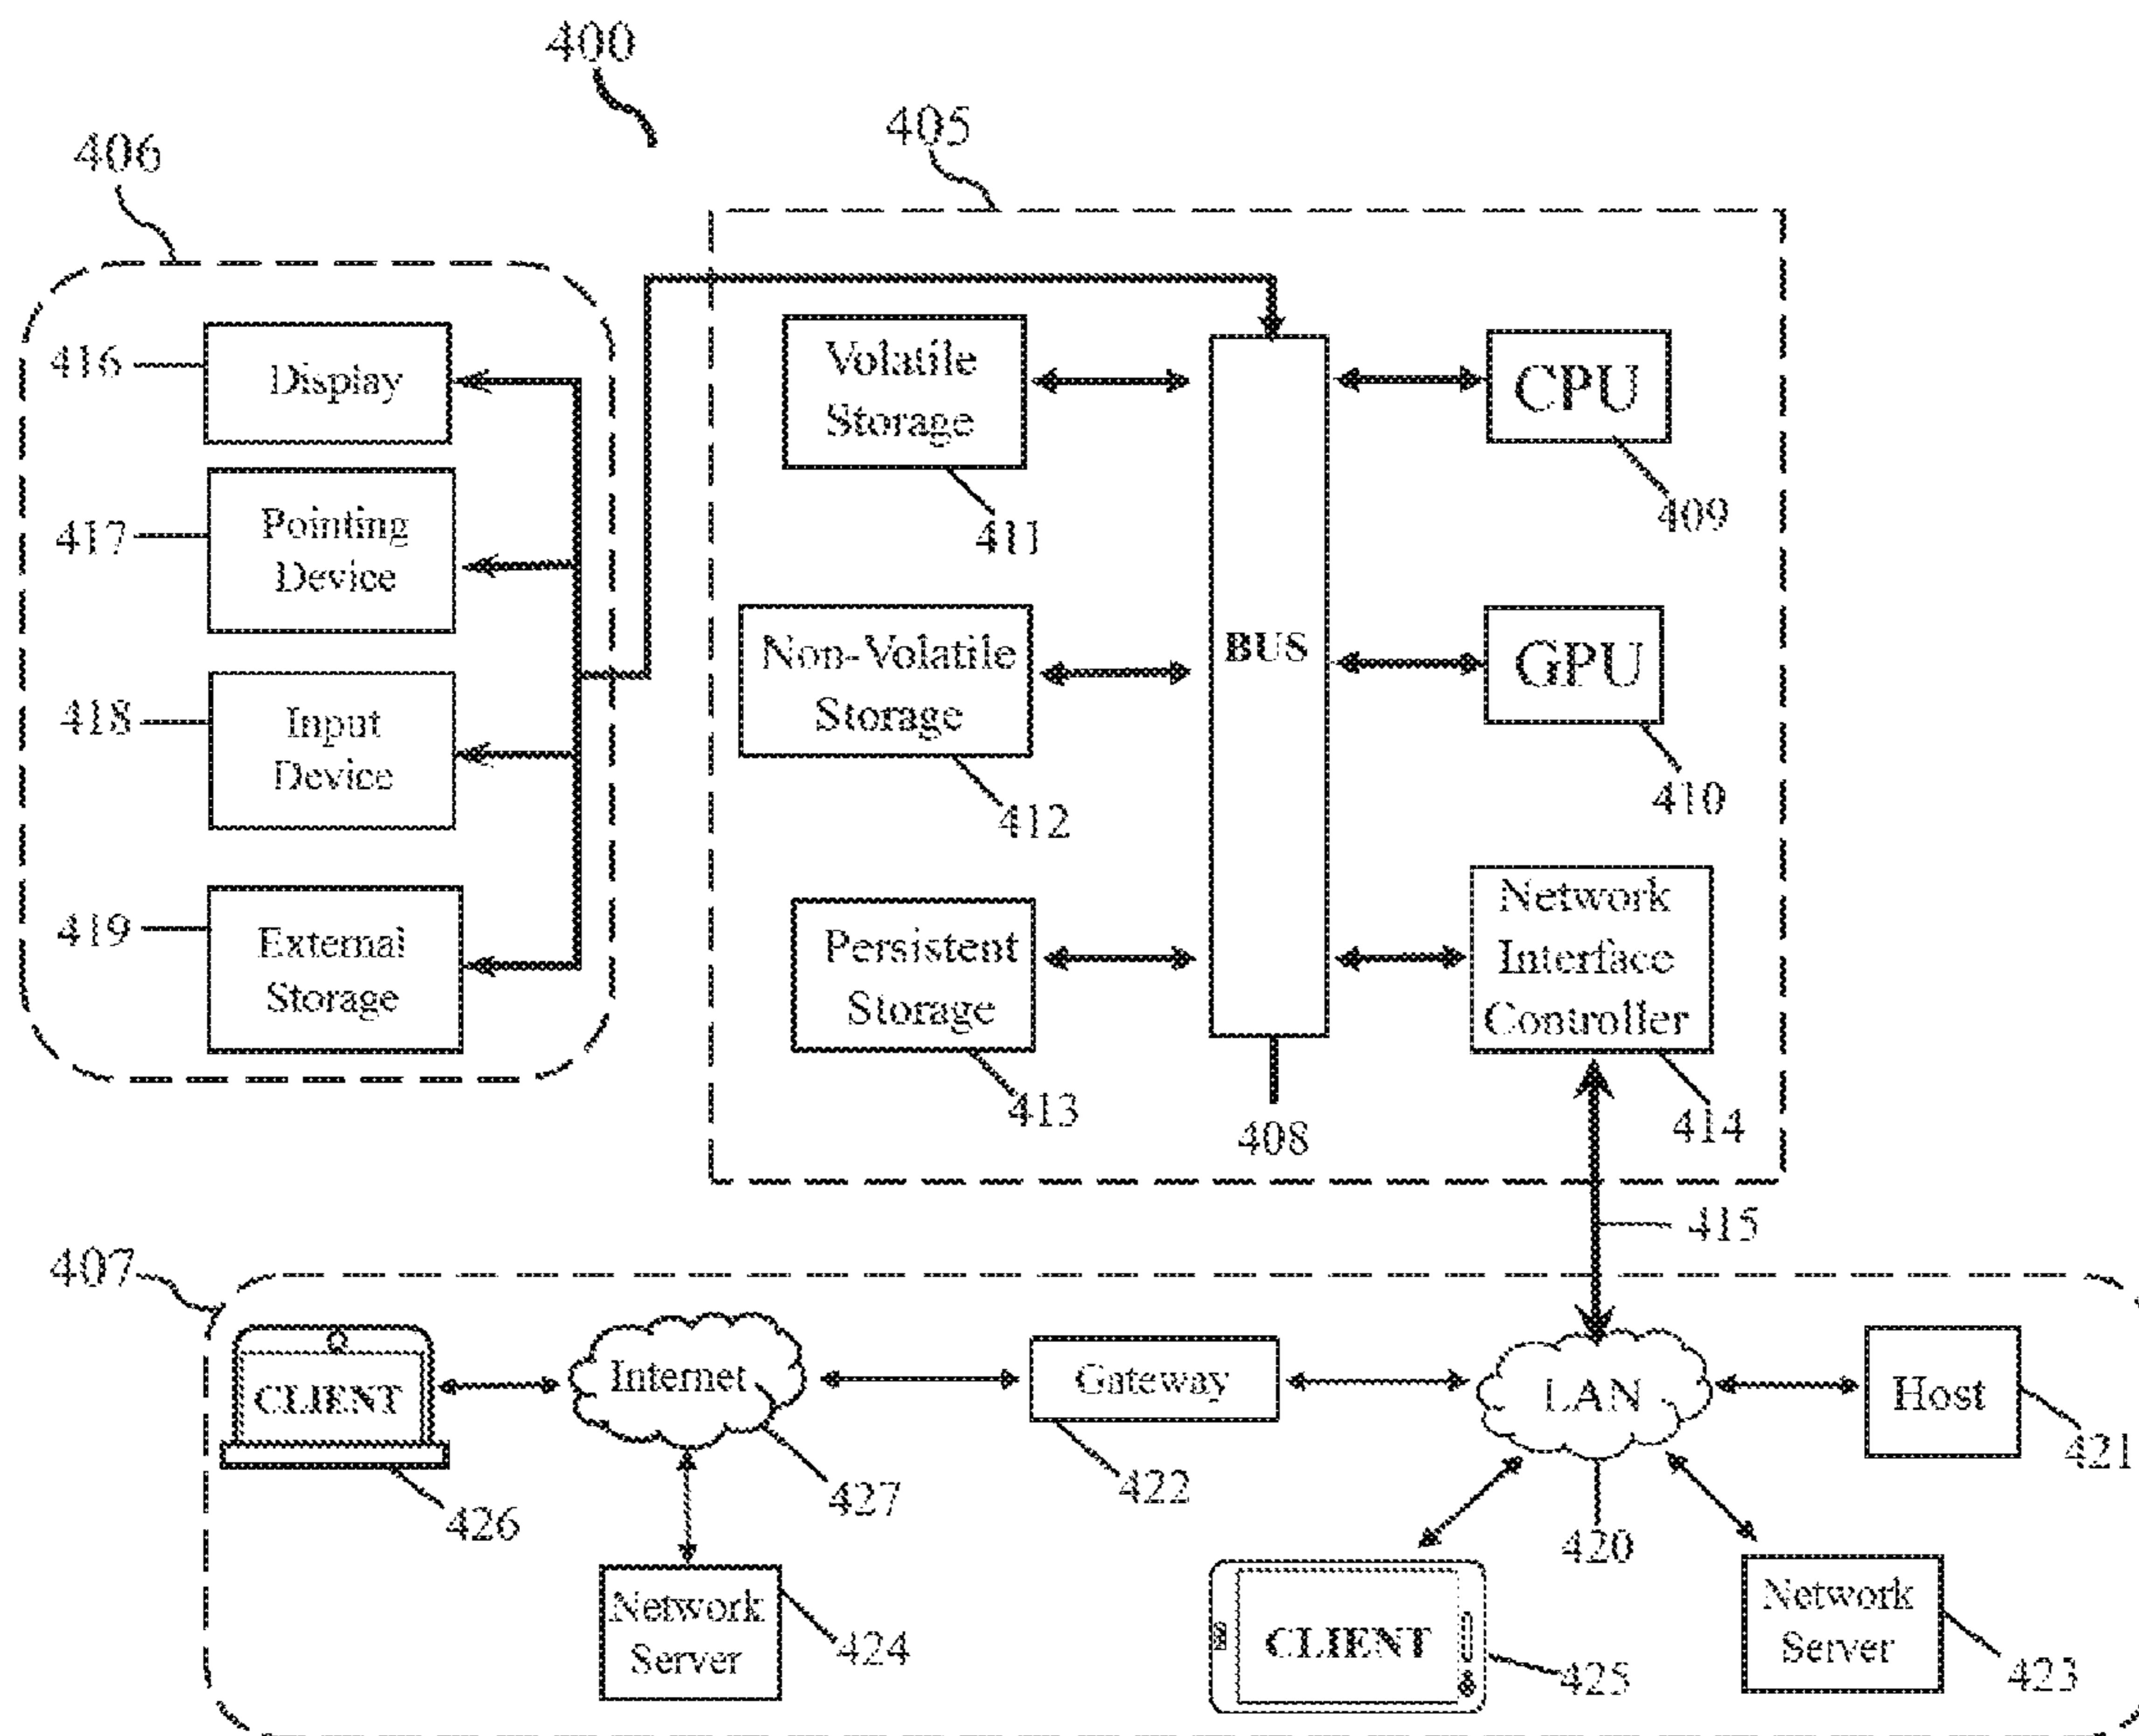 400
405
406
416
Display
417
Pointing
Device
418
Input
Device
419
External
Storage
Volatile
Storage
411
Non-Volatile
Storage
412
Persistent
Storage
413
BUS
408
CPU
409
GPU
410
Network
Interface
Controller
414
415
407
CLIENT
426
Internet
427
Gateway
422
LAN
420
Host
421
Network
Server
424
CLIENT
425
Network
Server
423